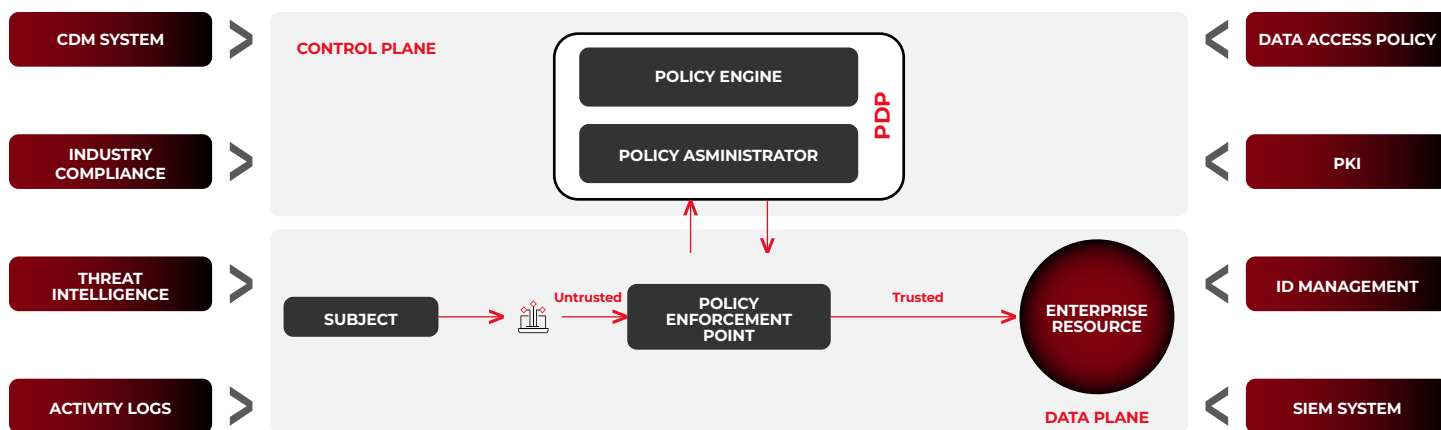 CDM SYSTEM
INDUSTRY
COMPLIANCE
THREAT
INTELLIGENCE
ACTIVITY LOGS
CONTROL PLANE
POLICY ENGINE
POLICY ASMINISTRATOR
PDP
SUBJECT
Untrusted
POLICY
ENFORCEMENT
POINT
Trusted
ENTERPRISE
RESOURCE
DATA PLANE
DATA ACCESS POLICY
PKI
ID MANAGEMENT
SIEM SYSTEM